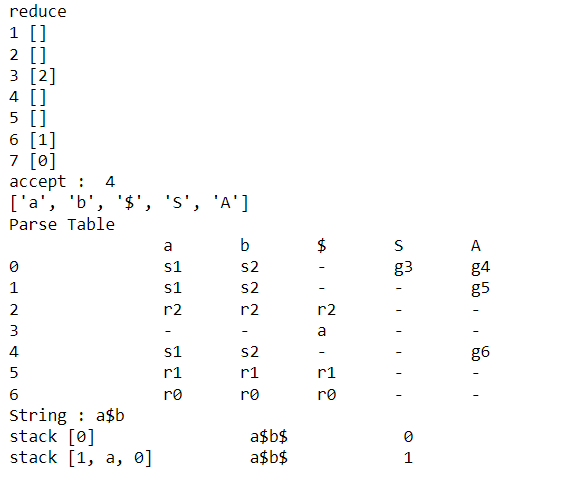 reduce
1 []
2 []
3 [2]
4 []
5 []
6 [1]
7 [0]
accept :  4
['a', 'b', '$', 'S', 'A']
Parse Table
a b $ S A
0 s1 s2 - g3 g4
1 s1 s2 - - g5
2 r2 r2 r2 - -
3 - - a - -
4 s1 s2 - - g6
5 r1 r1 r1 - -
6 r0 r0 r0 - -
String : a$b
stack [0] a$b$ 0
stack [1, a, 0] a$b$ 1